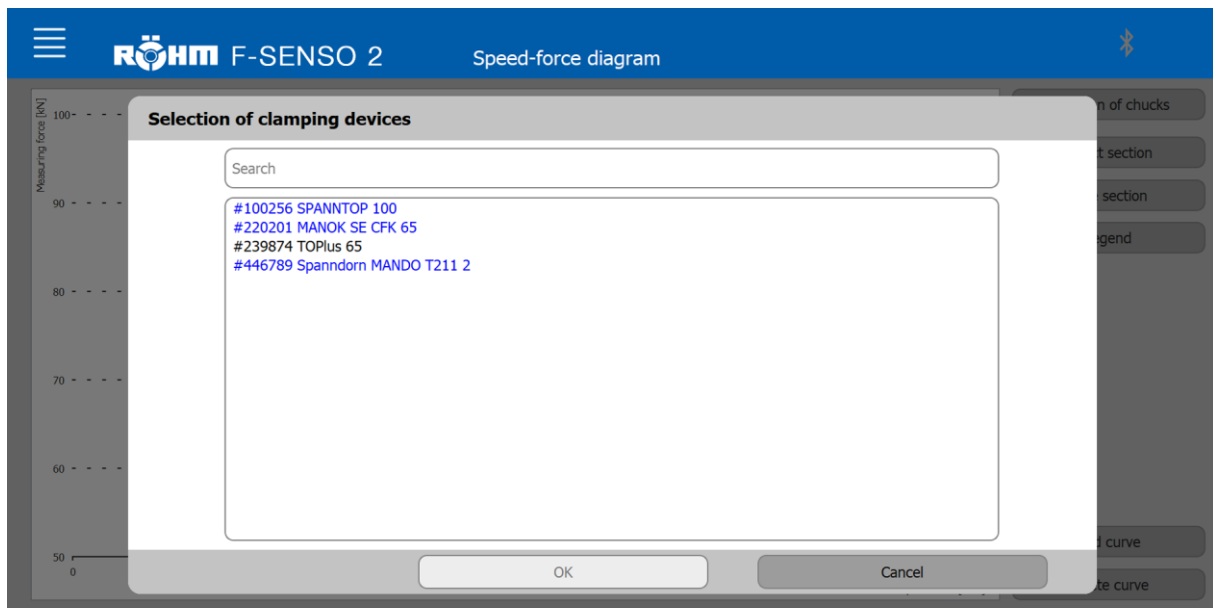 RÖHM F-SENSO 2 Speed-force diagram
Measuring force [kN]
100
90
80
70
60
50
0
Selection of clamping devices
Search
#100256 SPANNTOP 100
#220201 MANOK SE CFK 65
#239874 TOPlus 65
#446789 Spanndorn MANDO T211 2
OK Cancel
of chucks
section
section
curve
curve